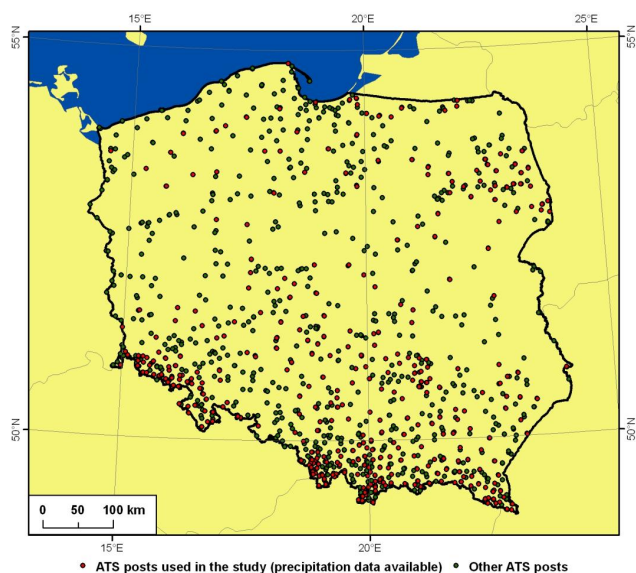 15°E 20°E 25°E
55°N 55°N
50°N 50°N
0 50 100 km
15°E 20°E
ATS posts used in the study (precipitation data available) Other ATS posts